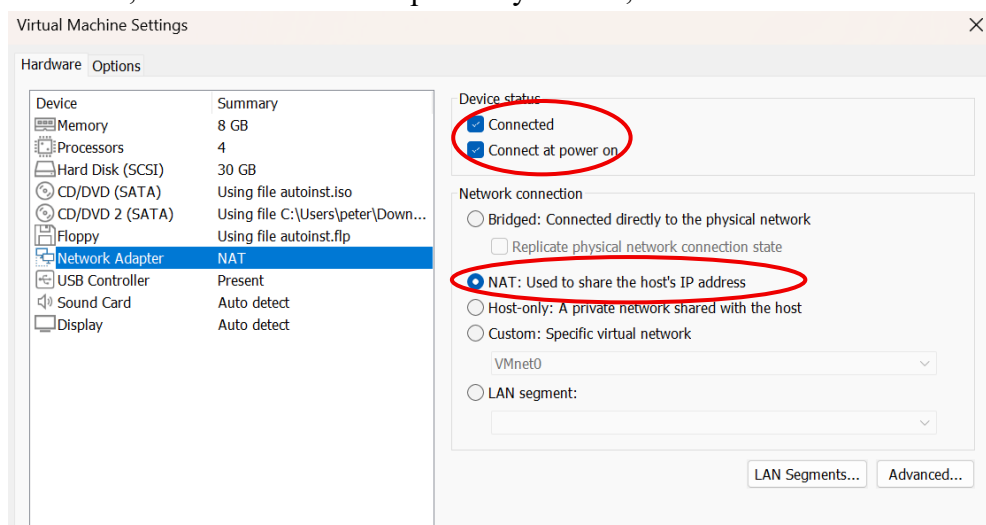 Virtual Machine Settings
Hardware Options
Device Summary
Memory 8 GB
Processors 4
Hard Disk (SCSI) 30 GB
CD/DVD (SATA) Using file autoinst.iso
CD/DVD 2 (SATA) Using file C:\Users\peter\Down...
Floppy Using file autoinst.flp
Network Adapter NAT
USB Controller Present
Sound Card Auto detect
Display Auto detect
Device status
Connected
Connect at power on
Network connection
Bridged: Connected directly to the physical network
Replicate physical network connection state
NAT: Used to share the host's IP address
Host-only: A private network shared with the host
Custom: Specific virtual network
VMnet0
LAN segment:
LAN Segments... Advanced...